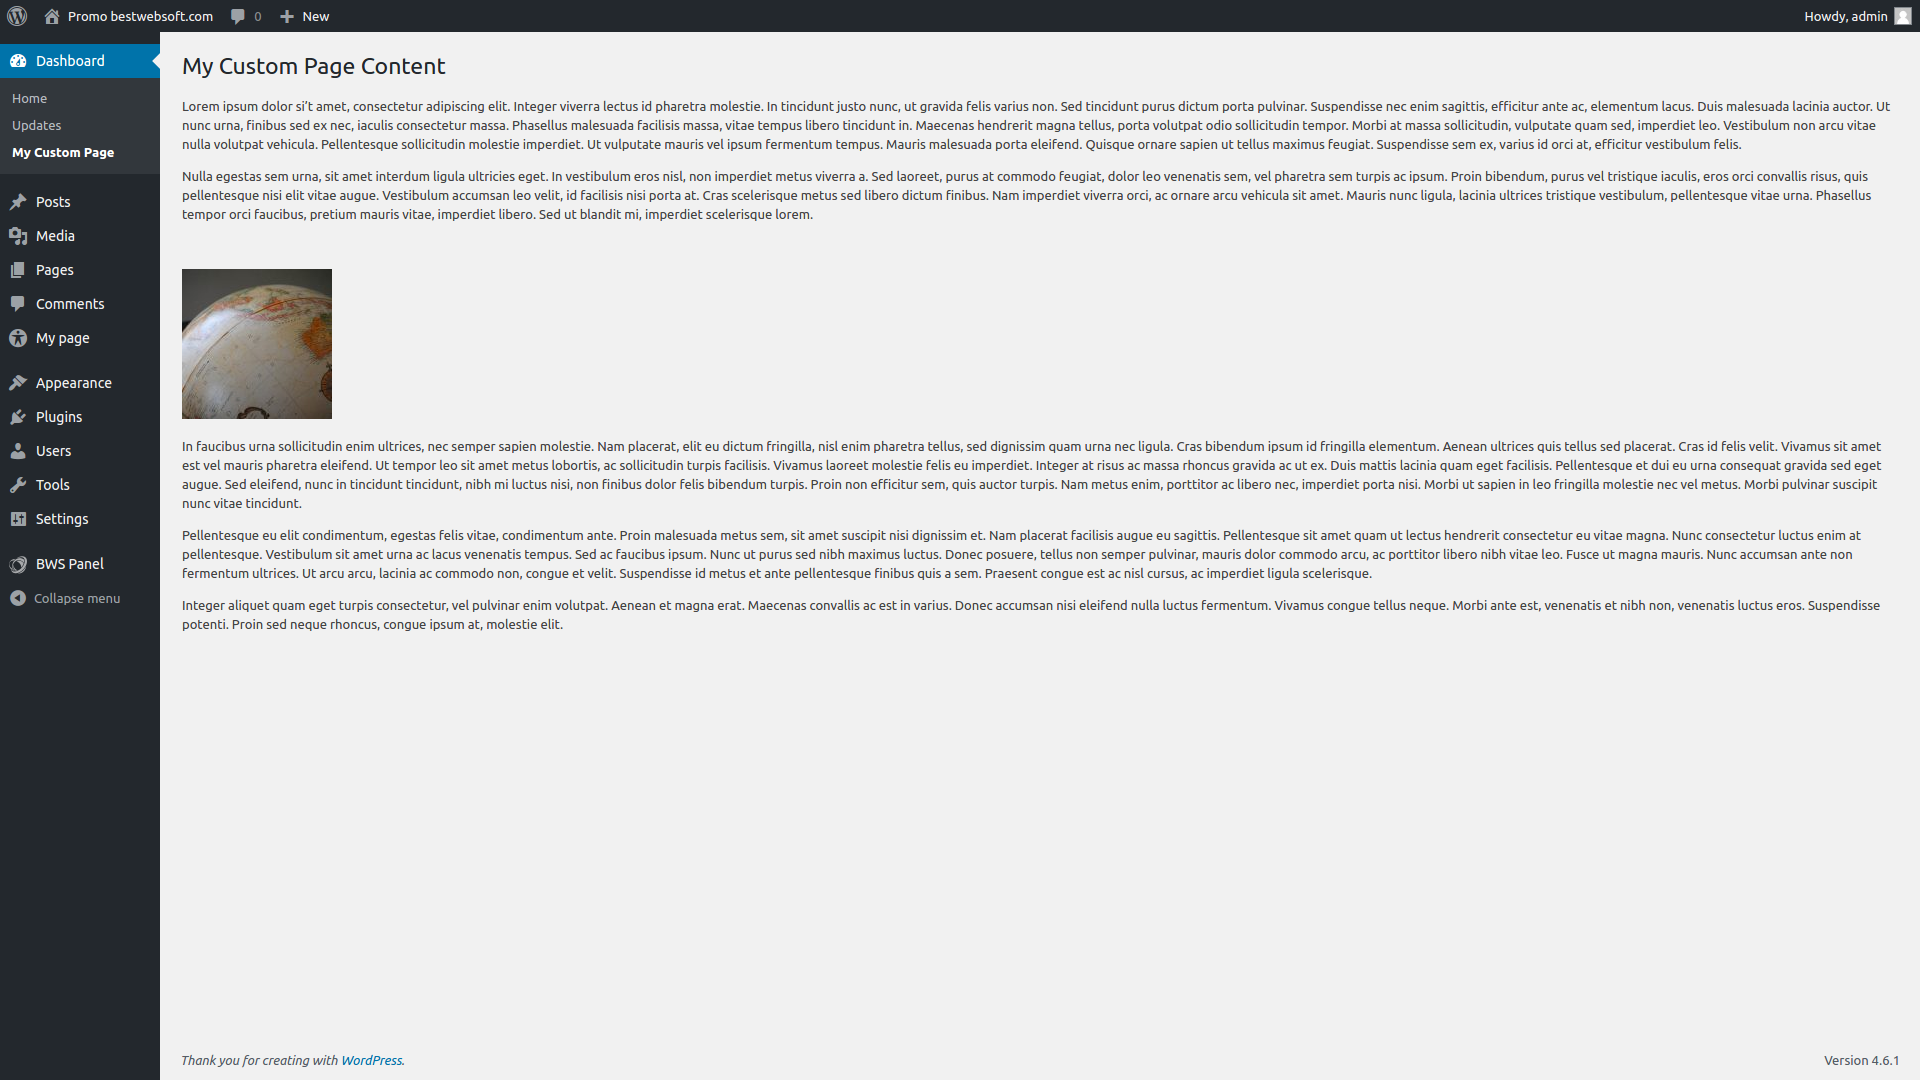 Promo bestwebsoft.com 0 New Howdy, admin
Dashboard
Home
Updates
My Custom Page
Posts
Media
Pages
Comments
My page
Appearance
Plugins
Users
Tools
Settings
BWS Panel
Collapse menu
My Custom Page Content
Lorem ipsum dolor si't amet, consectetur adipiscing elit. Integer viverra lectus id pharetra molestie. In tincidunt justo nunc, ut gravida felis varius non. Sed tincidunt purus dictum porta pulvinar. Suspendisse nec enim sagittis, efficitur ante ac, elementum lacus. Duis malesuada lacinia auctor. Ut
nunc urna, finibus sed ex nec, iaculis consectetur massa. Phasellus malesuada facilisis massa, vitae tempus libero tincidunt in. Maecenas hendrerit magna tellus, porta volutpat odio sollicitudin tempor. Morbi at massa sollicitudin, vulputate quam sed, imperdiet leo. Vestibulum non arcu vitae
nulla volutpat vehicula. Pellentesque sollicitudin molestie imperdiet. Ut vulputate mauris vel ipsum fermentum tempus. Mauris malesuada porta eleifend. Quisque ornare sapien ut tellus maximus feugiat. Suspendisse sem ex, varius id orci at, efficitur vestibulum felis.
Nulla egestas sem urna, sit amet interdum ligula ultricies eget. In vestibulum eros nisl, non imperdiet metus viverra a. Sed laoreet, purus at commodo feugiat, dolor leo venenatis sem, vel pharetra sem turpis ac ipsum. Proin bibendum, purus vel tristique iaculis, eros orci convallis risus, quis
pellentesque nisi elit vitae augue. Vestibulum accumsan leo velit, id facilisis nisi porta at. Cras scelerisque metus sed libero dictum finibus. Nam imperdiet viverra orci, ac ornare arcu vehicula sit amet. Mauris nunc ligula, lacinia ultrices tristique vestibulum, pellentesque vitae urna. Phasellus
tempor orci faucibus, pretium mauris vitae, imperdiet libero. Sed ut blandit mi, imperdiet scelerisque lorem.
In faucibus urna sollicitudin enim ultrices, nec semper sapien molestie. Nam placerat, elit eu dictum fringilla, nisl enim pharetra tellus, sed dignissim quam urna nec ligula. Cras bibendum ipsum id fringilla elementum. Aenean ultrices quis tellus sed placerat. Cras id felis velit. Vivamus sit amet
est vel mauris pharetra eleifend. Ut tempor leo sit amet metus lobortis, ac sollicitudin turpis facilisis. Vivamus laoreet molestie felis eu imperdiet. Integer at risus ac massa rhoncus gravida ac ut ex. Duis mattis lacinia quam eget facilisis. Pellentesque et dui eu urna consequat gravida sed eget
augue. Sed eleifend, nunc in tincidunt tincidunt, nibh mi luctus nisi, non finibus dolor felis bibendum turpis. Proin non efficitur sem, quis auctor turpis. Nam metus enim, porttitor ac libero nec, imperdiet porta nisi. Morbi ut sapien in leo fringilla molestie nec vel metus. Morbi pulvinar suscipit
nunc vitae tincidunt.
Pellentesque eu elit condimentum, egestas felis vitae, condimentum ante. Proin malesuada metus sem, sit amet suscipit nisi dignissim et. Nam placerat facilisis augue eu sagittis. Pellentesque sit amet quam ut lectus hendrerit consectetur eu vitae magna. Nunc consectetur luctus enim at
pellentesque. Vestibulum sit amet urna ac lacus venenatis tempus. Sed ac faucibus ipsum. Nunc ut purus sed nibh maximus luctus. Donec posuere, tellus non semper pulvinar, mauris dolor commodo arcu, ac porttitor libero nibh vitae leo. Fusce ut magna mauris. Nunc accumsan ante non
fermentum ultrices. Ut arcu arcu, lacinia ac commodo non, congue et velit. Suspendisse id metus et ante pellentesque finibus quis a sem. Praesent congue est ac nisl cursus, ac imperdiet ligula scelerisque.
Integer aliquet quam eget turpis consectetur, vel pulvinar enim volutpat. Aenean et magna erat. Maecenas convallis ac est in varius. Donec accumsan nisi eleifend nulla luctus fermentum. Vivamus congue tellus neque. Morbi ante est, venenatis et nibh non, venenatis luctus eros. Suspendisse
potenti. Proin sed neque rhoncus, congue ipsum at, molestie elit.
Thank you for creating with WordPress. Version 4.6.1